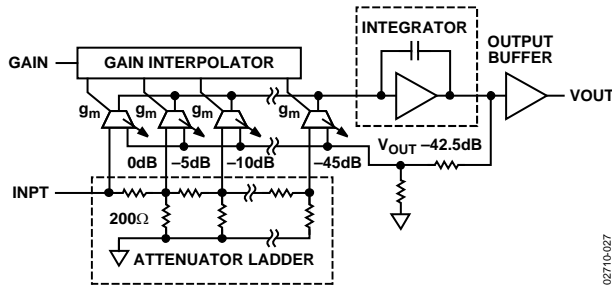 INTEGRATOR
OUTPUT
BUFFER
GAIN
GAIN INTERPOLATOR
VOUT
gm gm gm gm
0dB –5dB –10dB –45dB
VOUT –42.5dB
INPT
200Ω
ATTENUATOR LADDER
02710-027